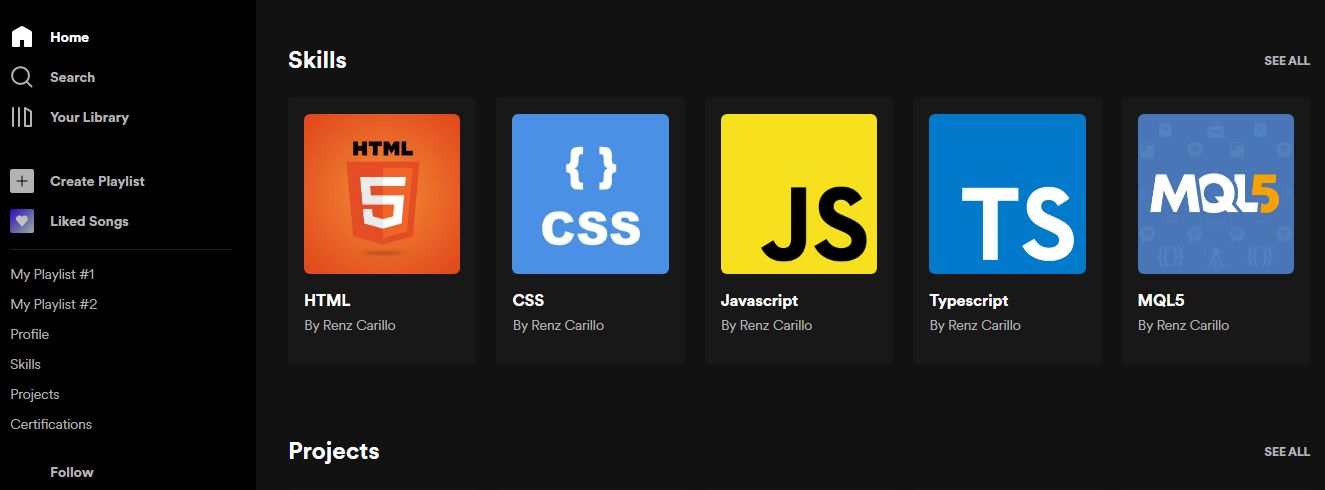 Home
Search
Your Library
Create Playlist
Liked Songs
My Playlist #1
My Playlist #2
Profile
Skills
Projects
Certifications
Follow
Skills
SEE ALL
HTML
5
HTML
By Renz Carillo
{ }
CSS
CSS
By Renz Carillo
JS
Javascript
By Renz Carillo
TS
Typescript
By Renz Carillo
MQL5
MQL5
By Renz Carillo
Projects
SEE ALL